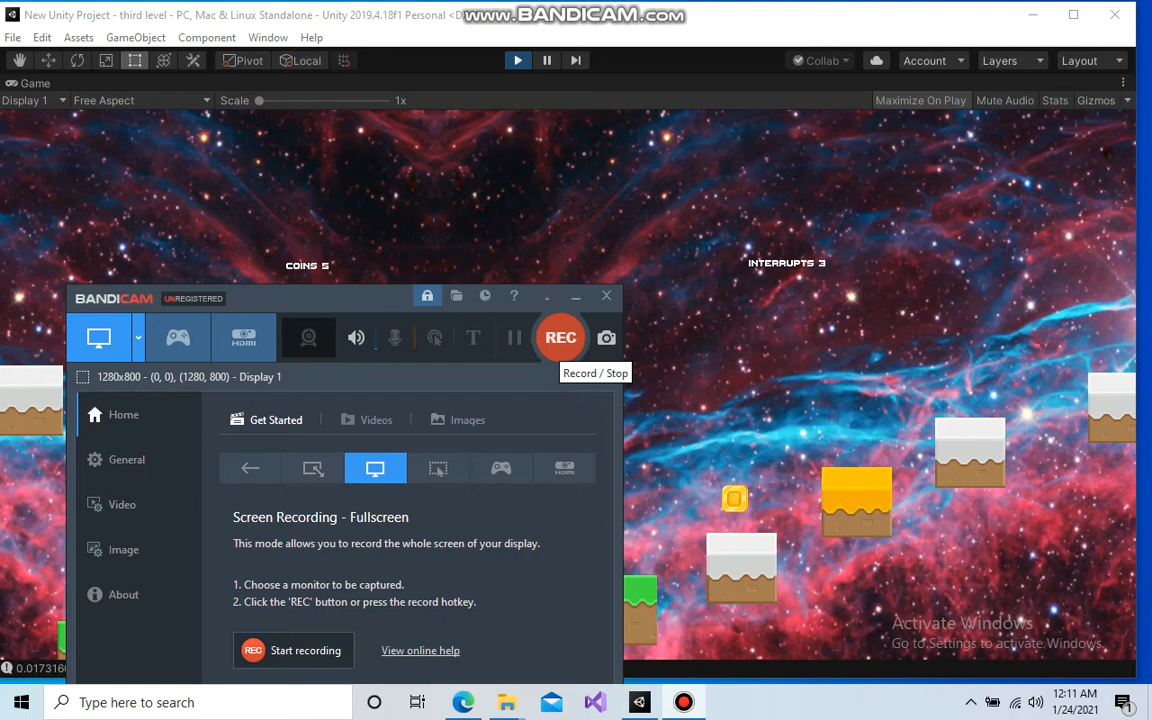 New Unity Project - third level - PC, Mac & Linux Standalone - Unity 2019.4.18f1 Personal <D
www.BANDICAM.com
File Edit Assets GameObject Component Window Help
Pivot Local Collab Account Layers Layout
Game
Display 1 Free Aspect Scale 1x Maximize On Play Mute Audio Stats Gizmos
COINS 5
INTERRUPTS 3
BANDICAM UNREGISTERED
HDMI REC
Record / Stop
1280x800 - (0, 0), (1280, 800) - Display 1
Home
General
Video
Image
About
Get Started Videos Images
HDMI
Screen Recording - Fullscreen
This mode allows you to record the whole screen of your display.
1. Choose a monitor to be captured.
2. Click the 'REC' button or press the record hotkey.
REC Start recording View online help
Activate Windows
Go to Settings to activate Windows.
Type here to search
12:11 AM
1/24/2021
1